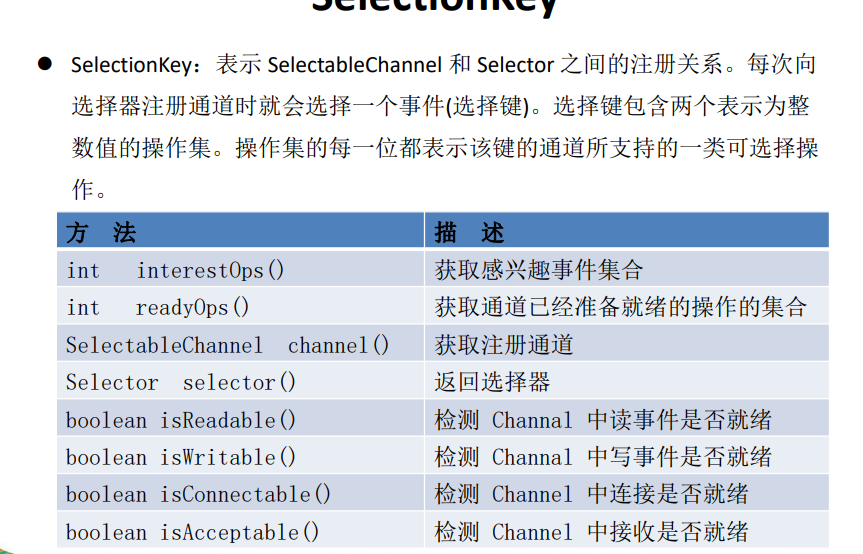 SelectionKey
● SelectionKey：表示 SelectableChannel 和 Selector 之间的注册关系。每次向
选择器注册通道时就会选择一个事件(选择键)。选择键包含两个表示为整
数值的操作集。操作集的每一位都表示该键的通道所支持的一类可选择操
作。
方 法 描 述
int interestOps() 获取感兴趣事件集合
int readyOps() 获取通道已经准备就绪的操作的集合
SelectableChannel channel() 获取注册通道
Selector selector() 返回选择器
boolean isReadable() 检测 Channal 中读事件是否就绪
boolean isWritable() 检测 Channal 中写事件是否就绪
boolean isConnectable() 检测 Channel 中连接是否就绪
boolean isAcceptable() 检测 Channel 中接收是否就绪